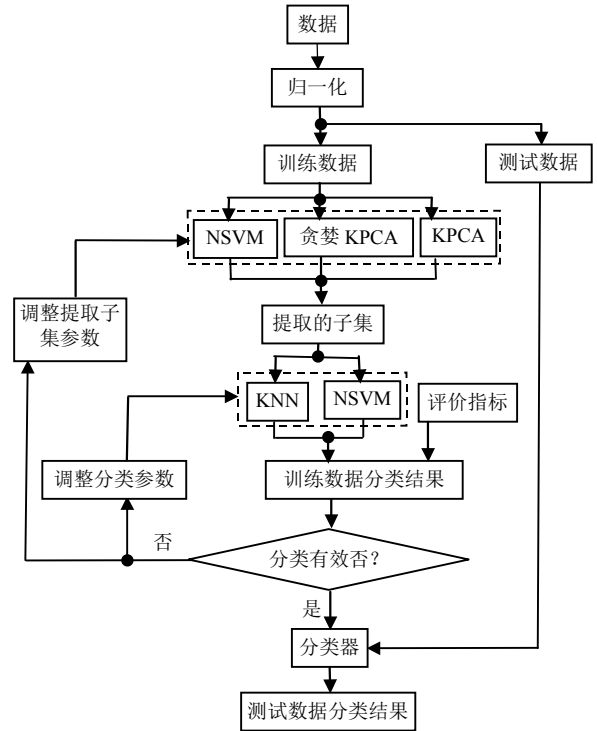 数据
归一化
训练数据
测试数据
NSVM
贪婪 KPCA
KPCA
调整提取子
集参数
提取的子集
KNN
NSVM
评价指标
调整分类参数
训练数据分类结果
否
分类有效否？
是
分类器
测试数据分类结果